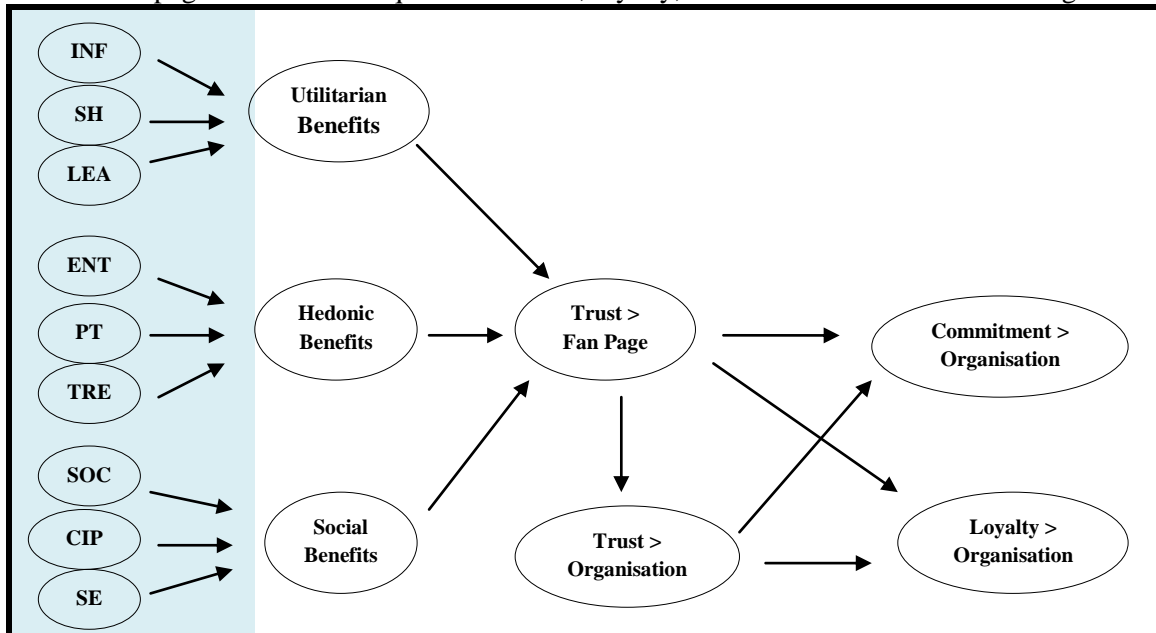 INF
SH
LEA
Utilitarian
Benefits
ENT
PT
TRE
Hedonic
Benefits
Trust >
Fan Page
Commitment >
Organisation
SOC
CIP
SE
Social
Benefits
Trust >
Organisation
Loyalty >
Organisation